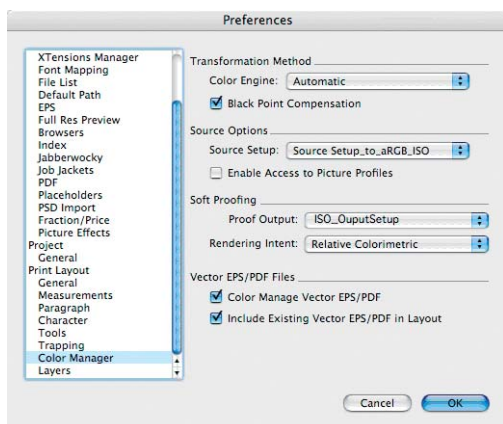 Preferences
XTensions Manager
Font Mapping
File List
Default Path
EPS
Full Res Preview
Browsers
Index
Jabberwocky
Job Jackets
PDF
Placeholders
PSD Import
Fraction/Price
Picture Effects
Project
General
Print Layout
General
Measurements
Paragraph
Character
Tools
Trapping
Color Manager
Layers
Transformation Method
Color Engine: Automatic
Black Point Compensation
Source Options
Source Setup: Source Setup_to_aRGB_ISO
Enable Access to Picture Profiles
Soft Proofing
Proof Output: ISO_OuputSetup
Rendering Intent: Relative Colorimetric
Vector EPS/PDF Files
Color Manage Vector EPS/PDF
Include Existing Vector EPS/PDF in Layout
Cancel
OK